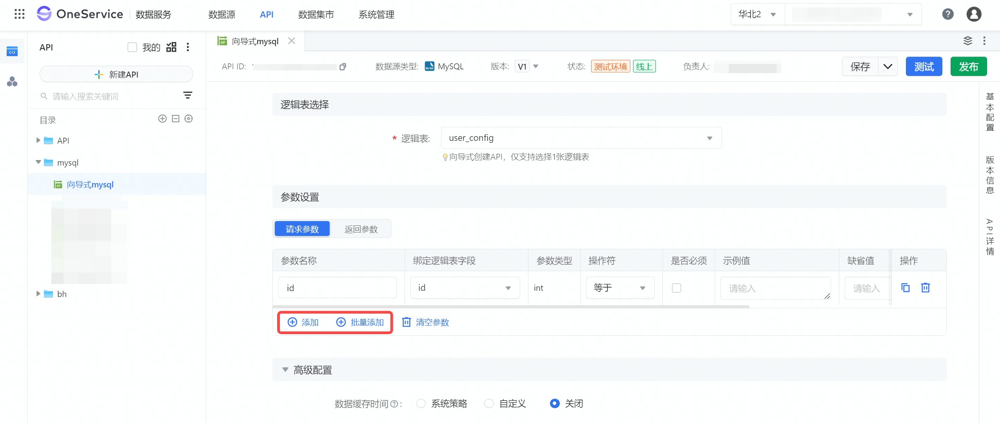 OneService 数据服务 数据源 API 数据集市 系统管理 华北2
API 我的
新建API
请输入搜索关键词
目录
API
mysql
向导式mysql
bh
向导式mysql
API ID: 数据源类型: MySQL 版本: V1 状态: 测试环境 线上 负责人: 保存 测试 发布
逻辑表选择
* 逻辑表: user_config
向导式创建API，仅支持选择1张逻辑表
参数设置
请求参数 返回参数
参数名称 绑定逻辑表字段 参数类型 操作符 是否必须 示例值 缺省值 操作
id id int 等于 请输入 请输入
添加 批量添加 清空参数
高级配置
数据缓存时间 : 系统策略 自定义 关闭
基本配置
版本信息
API详情